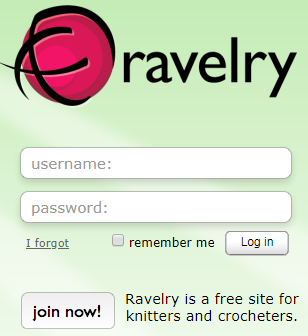 ravelry
username:
password:
I forgot remember me Log in
join now! Ravelry is a free site for
knitters and crocheters.